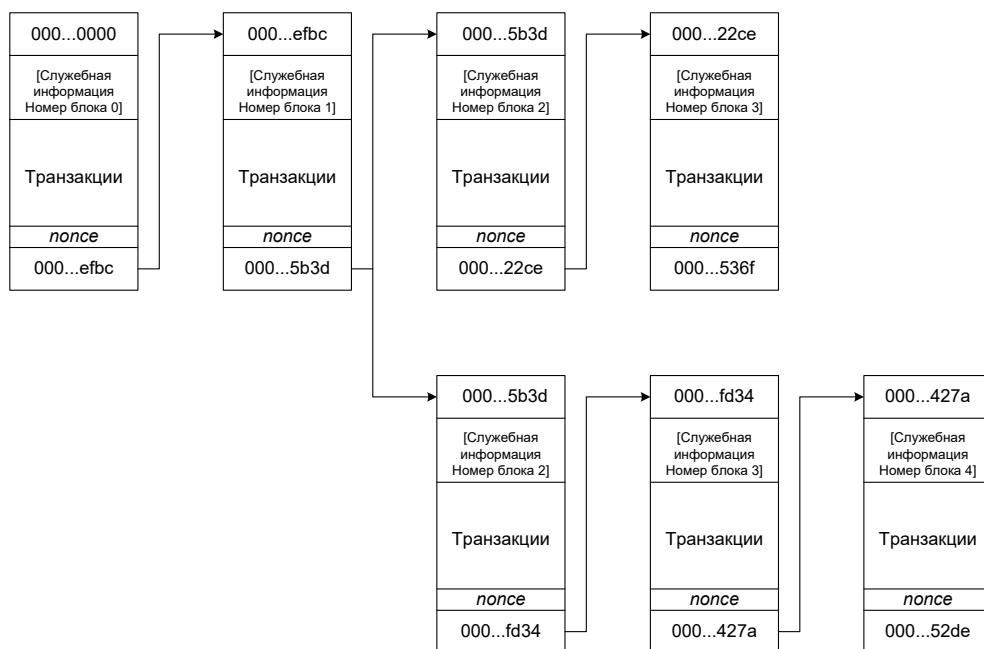 000...0000
[Служебная
информация
Номер блока 0]
Транзакции
nonce
000...efbc
000...efbc
[Служебная
информация
Номер блока 1]
Транзакции
nonce
000...5b3d
000...5b3d
[Служебная
информация
Номер блока 2]
Транзакции
nonce
000...22ce
000...22ce
[Служебная
информация
Номер блока 3]
Транзакции
nonce
000...536f
000...5b3d
[Служебная
информация
Номер блока 2]
Транзакции
nonce
000...fd34
000...fd34
[Служебная
информация
Номер блока 3]
Транзакции
nonce
000...427a
000...427a
[Служебная
информация
Номер блока 4]
Транзакции
nonce
000...52de